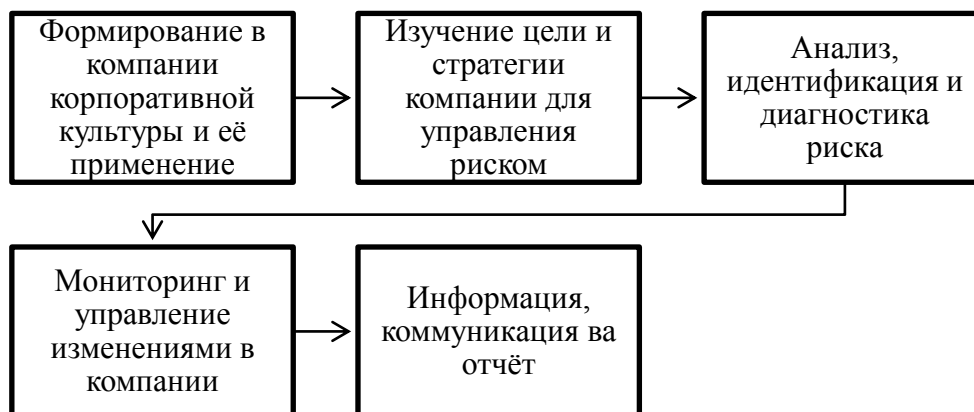 Формирование в
компании
корпоративной
культуры и её
применение
Изучение цели и
стратегии
компании для
управления
риском
Анализ,
идентификация и
диагностика
риска
Мониторинг и
управление
изменениями в
компании
Информация,
коммуникация ва
отчёт